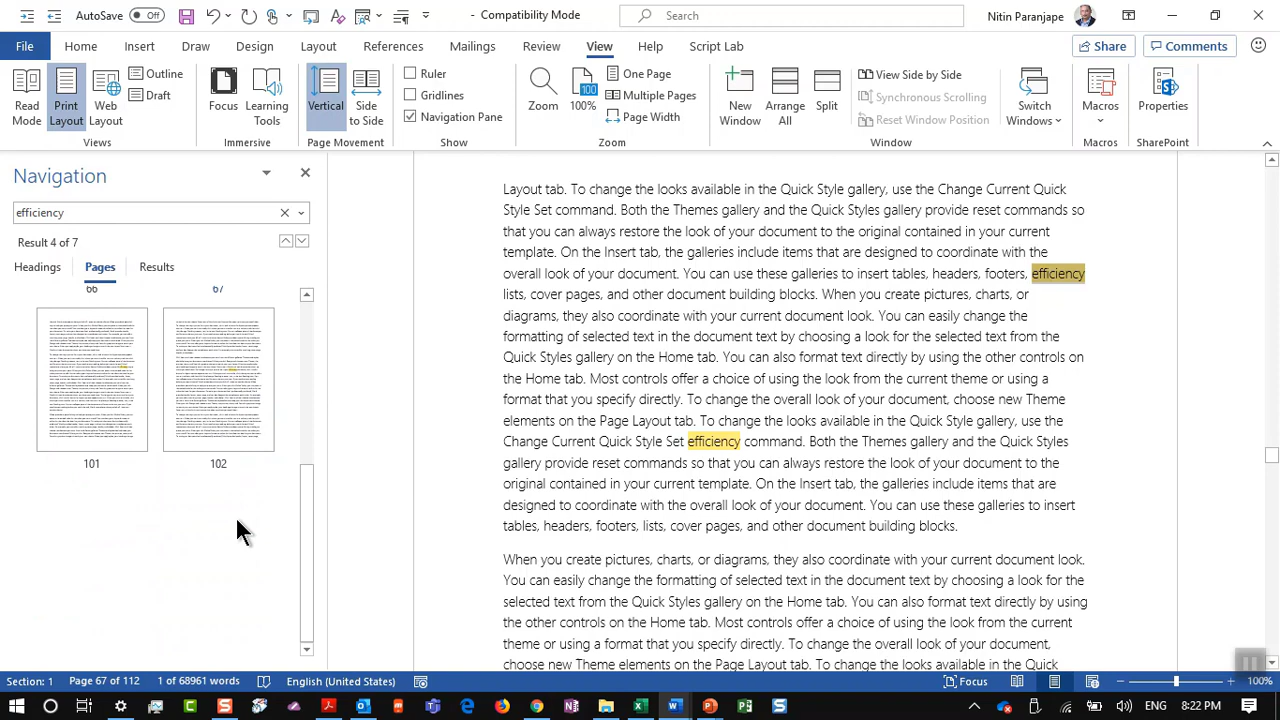 AutoSave Off - Compatibility Mode Search Nitin Paranjape
File Home Insert Draw Design Layout References Mailings Review View Help Script Lab Share Comments
Read Mode
Print Layout
Web Layout
Outline
Draft
Views
Focus
Learning Tools
Immersive
Vertical
Side to Side
Page Movement
Ruler
Gridlines
Navigation Pane
Show
Zoom
100
100%
One Page
Multiple Pages
Page Width
Zoom
New Window
Arrange All
Split
View Side by Side
Synchronous Scrolling
Reset Window Position
Switch Windows
Window
Macros
Macros
Properties
SharePoint
Navigation
efficiency
Result 4 of 7
Headings Pages Results
66 67
101 102
Layout tab. To change the looks available in the Quick Style gallery, use the Change Current Quick
Style Set command. Both the Themes gallery and the Quick Styles gallery provide reset commands so
that you can always restore the look of your document to the original contained in your current
template. On the Insert tab, the galleries include items that are designed to coordinate with the
overall look of your document. You can use these galleries to insert tables, headers, footers, efficiency
lists, cover pages, and other document building blocks. When you create pictures, charts, or
diagrams, they also coordinate with your current document look. You can easily change the
formatting of selected text in the document text by choosing a look for the selected text from the
Quick Styles gallery on the Home tab. You can also format text directly by using the other controls on
the Home tab. Most controls offer a choice of using the look from the current theme or using a
format that you specify directly. To change the overall look of your document, choose new Theme
elements on the Page Layout tab. To change the looks available in the Quick Style gallery, use the
Change Current Quick Style Set efficiency command. Both the Themes gallery and the Quick Styles
gallery provide reset commands so that you can always restore the look of your document to the
original contained in your current template. On the Insert tab, the galleries include items that are
designed to coordinate with the overall look of your document. You can use these galleries to insert
tables, headers, footers, lists, cover pages, and other document building blocks.
When you create pictures, charts, or diagrams, they also coordinate with your current document look.
You can easily change the formatting of selected text in the document text by choosing a look for the
selected text from the Quick Styles gallery on the Home tab. You can also format text directly by using
the other controls on the Home tab. Most controls offer a choice of using the look from the current
theme or using a format that you specify directly. To change the overall look of your document,
choose new Theme elements on the Page Layout tab. To change the looks available in the Quick
Section: 1 Page 67 of 112 1 of 68961 words English (United States) Focus 100%
ENG 8:22 PM